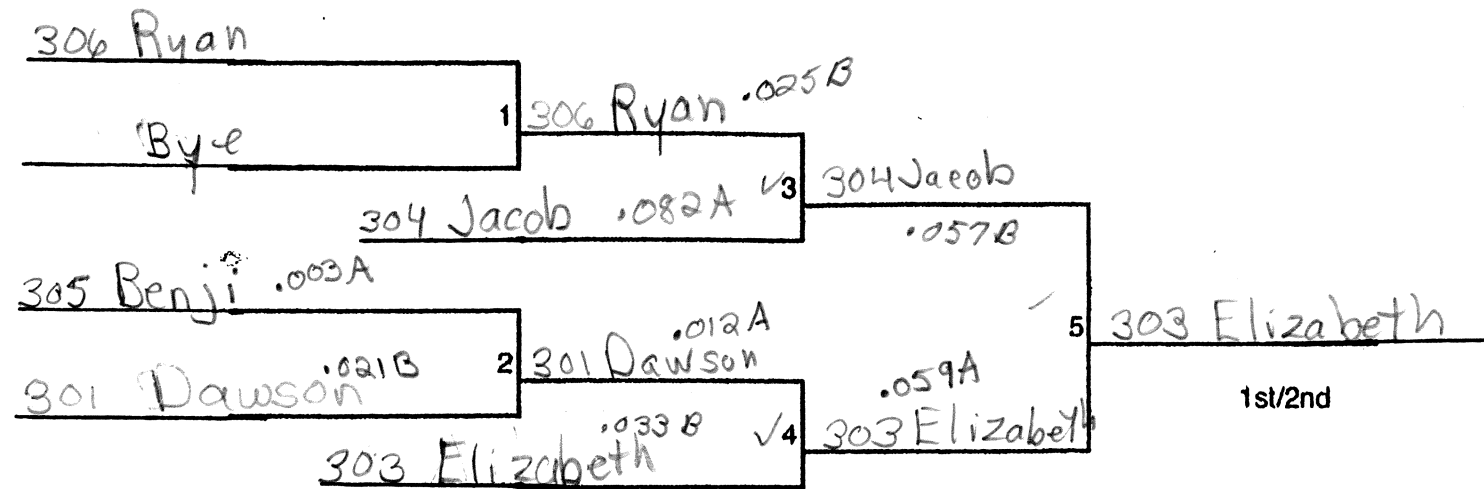 306 Ryan
Bye
1
306 Ryan .025B
304 Jacob .082A
✓3
304 Jacob
.057B
305 Benji .003A
301 Dawson .021B
2
301 Dawson .012A
303 Elizabeth .033B
✓4
.059A
303 Elizabeth
5
303 Elizabeth
1st/2nd